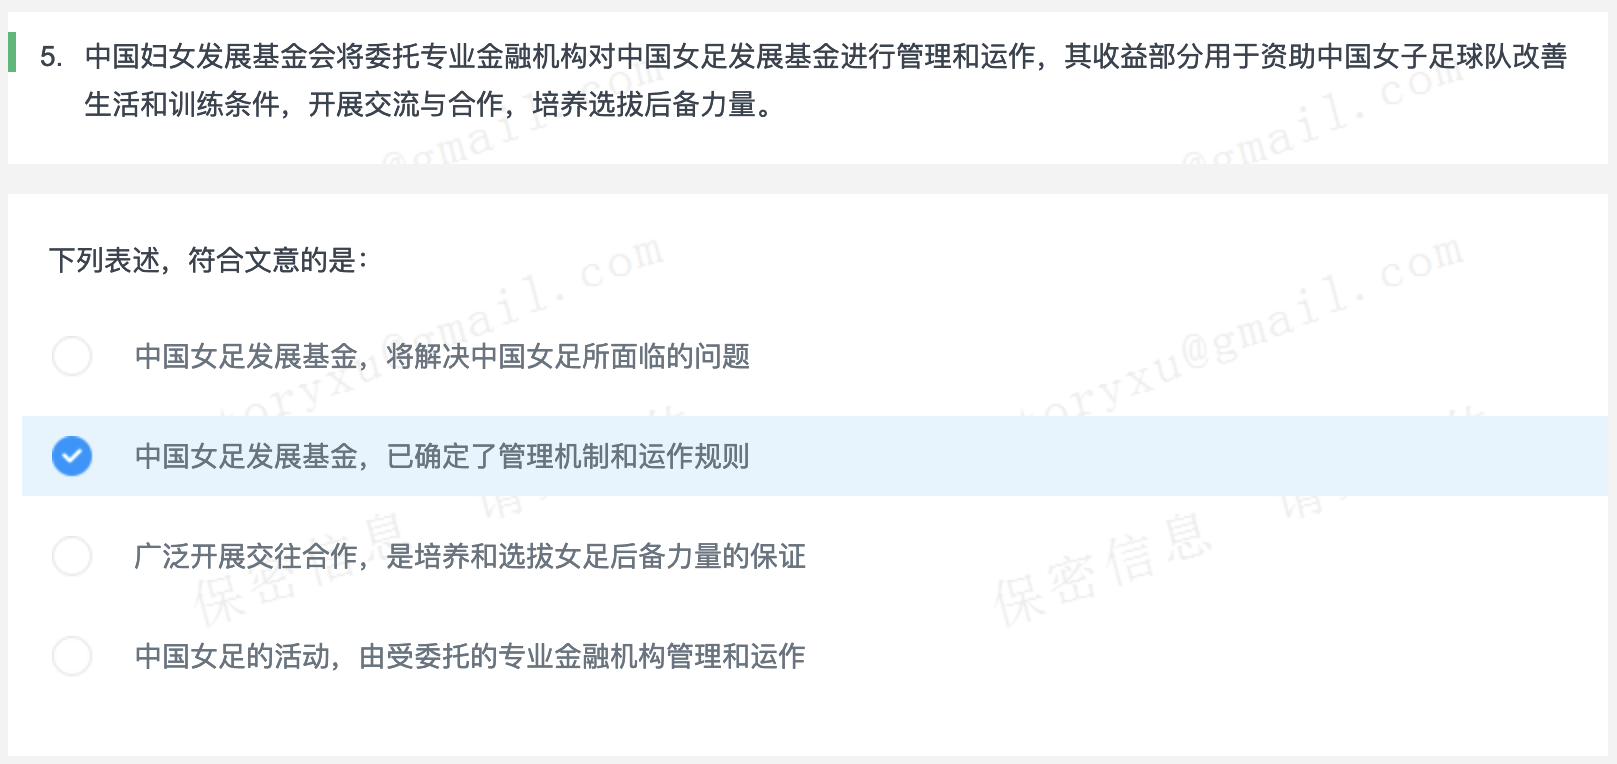 5. 中国妇女发展基金会将委托专业金融机构对中国女足发展基金进行管理和运作，其收益部分用于资助中国女子足球队改善
生活和训练条件，开展交流与合作，培养选拔后备力量。
@gmail.com
@gmail.com
下列表述，符合文意的是：
中国女足发展基金，将解决中国女足所面临的问题
toryxu@gmail.com
toryxu@gmail.com
中国女足发展基金，已确定了管理机制和运作规则
广泛开展交往合作，是培养和选拔女足后备力量的保证
保密信息
保密信息
中国女足的活动，由受委托的专业金融机构管理和运作